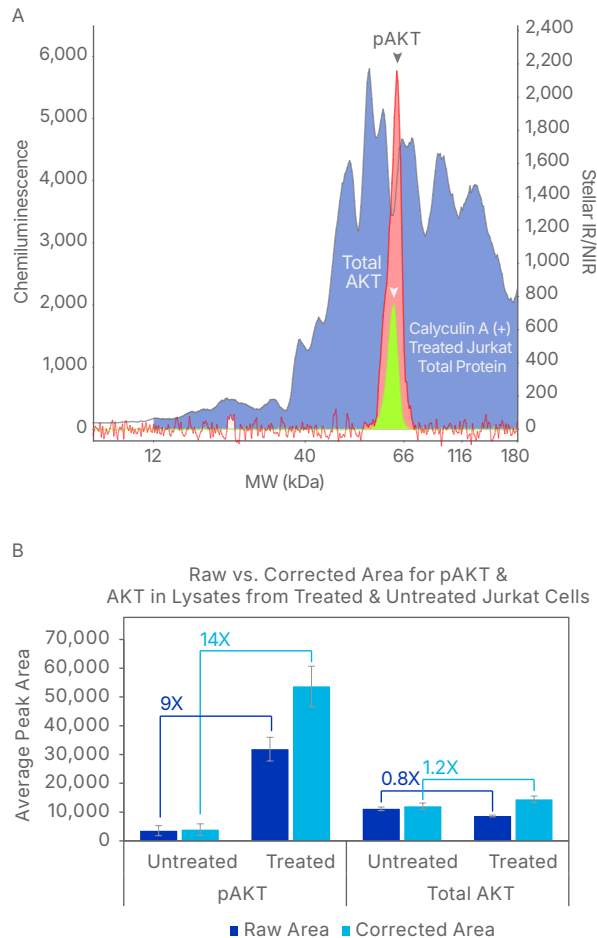 A
pAKT
6,000
5,000
4,000
3,000
2,000
1,000
0
Chemiluminescence
2,400
2,200
2,000
1,800
1,600
1,400
1,200
1,000
800
600
400
200
0
Stellar IR/NIR
Total
AKT
Calyculin A (+)
Treated Jurkat
Total Protein
12
40
66
116
180
MW (kDa)
B
Raw vs. Corrected Area for pAKT &
AKT in Lysates from Treated & Untreated Jurkat Cells
Average Peak Area
70,000
60,000
50,000
40,000
30,000
20,000
10,000
0
14X
9X
1.2X
0.8X
Untreated
Treated
Untreated
Treated
pAKT
Total AKT
Raw Area
Corrected Area